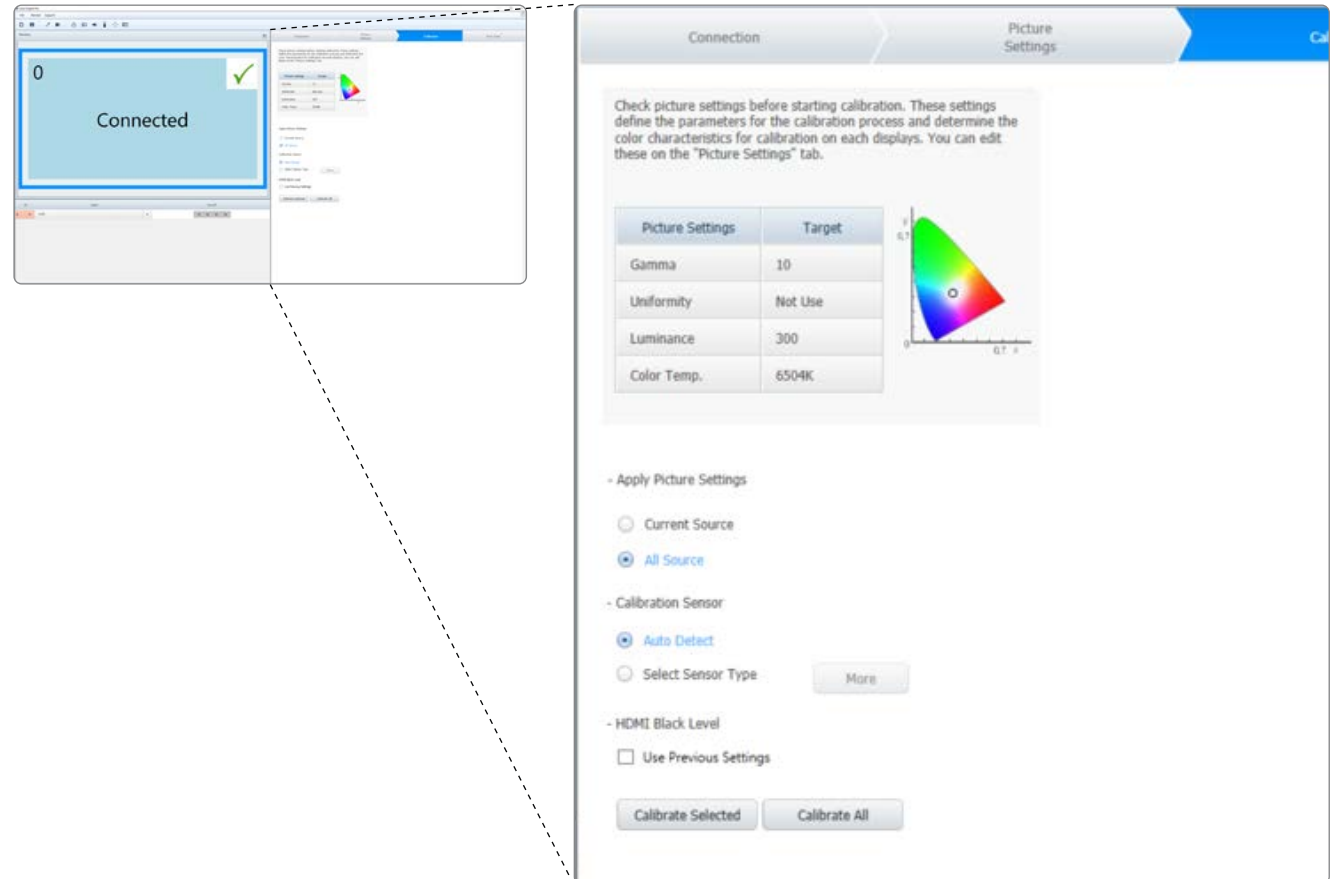 0
Connected
Connection
Picture
Settings
Cal
Check picture settings before starting calibration. These settings
define the parameters for the calibration process and determine the
color characteristics for calibration on each displays. You can edit
these on the "Picture Settings" tab.
Picture Settings Target
Gamma 10
Uniformity Not Use
Luminance 300
Color Temp. 6504K
y
0,7
0
0,7 x
- Apply Picture Settings
Current Source
All Source
- Calibration Sensor
Auto Detect
Select Sensor Type
More
- HDMI Black Level
Use Previous Settings
Calibrate Selected
Calibrate All